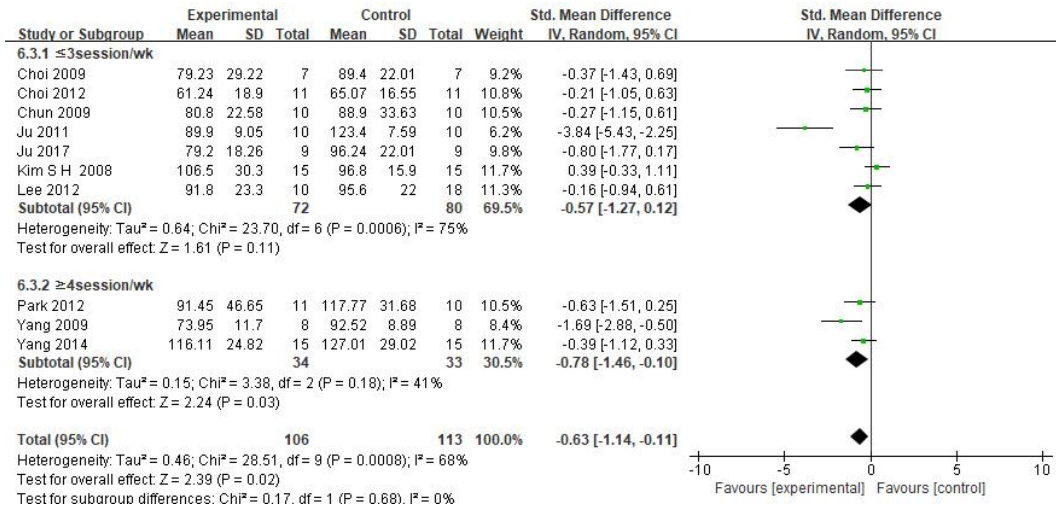 Experimental Control Std. Mean Difference Std. Mean Difference
Study or Subgroup Mean SD Total Mean SD Total Weight IV, Random, 95% CI IV, Random, 95% CI
6.3.1 ≤3session/wk
Choi 2009 79.23 29.22 7 89.4 22.01 7 9.2% -0.37 [-1.43, 0.69]
Choi 2012 61.24 18.9 11 65.07 16.55 11 10.8% -0.21 [-1.05, 0.63]
Chun 2009 80.8 22.58 10 88.9 33.63 10 10.5% -0.27 [-1.15, 0.61]
Ju 2011 89.9 9.05 10 123.4 7.59 10 6.2% -3.84 [-5.43, -2.25]
Ju 2017 79.2 18.26 9 96.24 22.01 9 9.8% -0.80 [-1.77, 0.17]
Kim S H 2008 106.5 30.3 15 96.8 15.9 15 11.7% 0.39 [-0.33, 1.11]
Lee 2012 91.8 23.3 10 95.6 22 18 11.3% -0.16 [-0.94, 0.61]
Subtotal (95% CI) 72 80 69.5% -0.57 [-1.27, 0.12]
Heterogeneity: Tau² = 0.64; Chi² = 23.70, df = 6 (P = 0.0006); I² = 75%
Test for overall effect: Z = 1.61 (P = 0.11)
6.3.2 ≥4session/wk
Park 2012 91.45 46.65 11 117.77 31.68 10 10.5% -0.63 [-1.51, 0.25]
Yang 2009 73.95 11.7 8 92.52 8.89 8 8.4% -1.69 [-2.88, -0.50]
Yang 2014 116.11 24.82 15 127.01 29.02 15 11.7% -0.39 [-1.12, 0.33]
Subtotal (95% CI) 34 33 30.5% -0.78 [-1.46, -0.10]
Heterogeneity: Tau² = 0.15; Chi² = 3.38, df = 2 (P = 0.18); I² = 41%
Test for overall effect: Z = 2.24 (P = 0.03)
Total (95% CI) 106 113 100.0% -0.63 [-1.14, -0.11]
Heterogeneity: Tau² = 0.46; Chi² = 28.51, df = 9 (P = 0.0008); I² = 68%
Test for overall effect: Z = 2.39 (P = 0.02)
Test for subgroup differences: Chi² = 0.17, df = 1 (P = 0.68), I² = 0%
-10 -5 0 5 10
Favours [experimental] Favours [control]